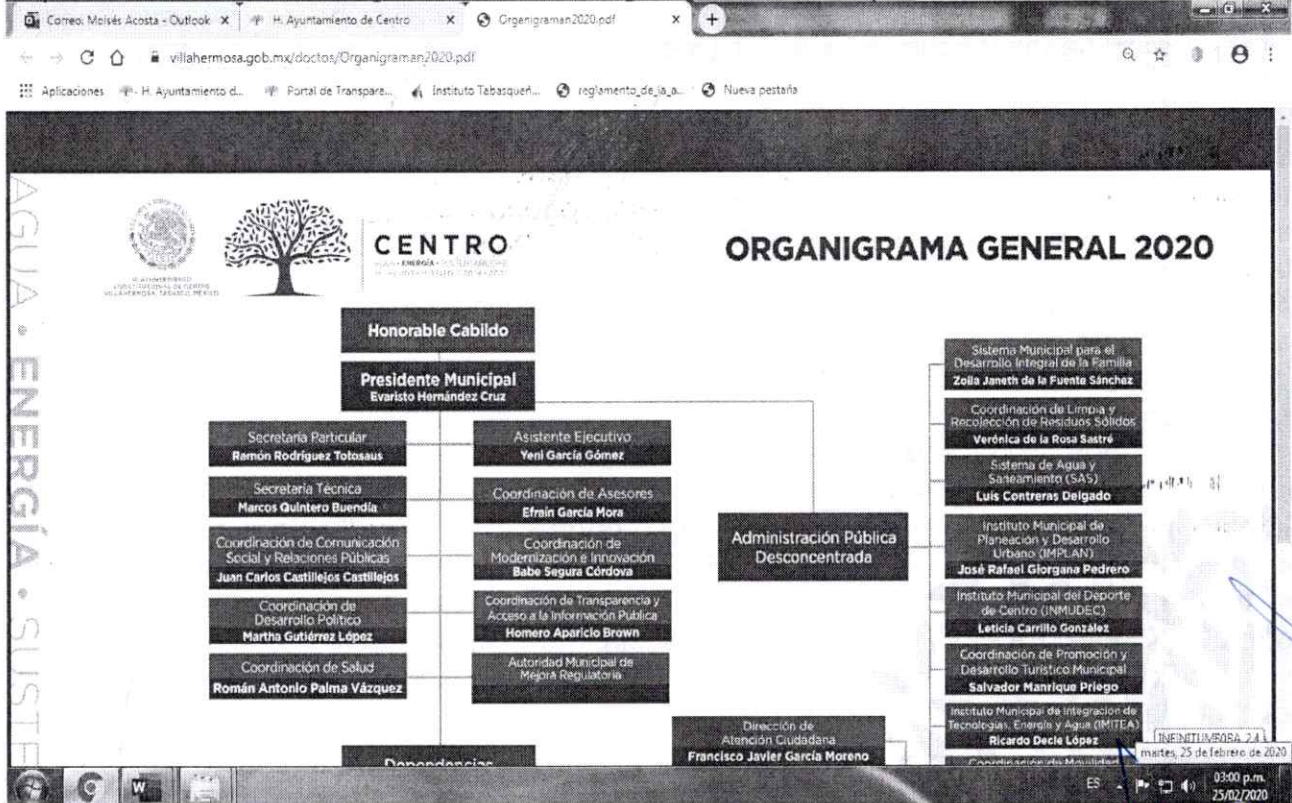 Correo: Moisés Acosta - Outlook
H. Ayuntamiento de Centro
Organigraman2020.pdf
villahermosa.gob.mx/doctos/Organigraman2020.pdf
Aplicaciones
H. Ayuntamiento d...
Portal de Transpare...
Instituto Tabasqueñ...
reglamento_de_la_a...
Nueva pestaña
AGUA • ENERGÍA • SUSTE
CENTRO
ORGANIGRAMA GENERAL 2020
Honorable Cabildo
Presidente Municipal
Evaristo Hernández Cruz
Secretaría Particular
Ramón Rodríguez Totosaus
Asistente Ejecutivo
Yeni García Gómez
Secretaría Técnica
Marcos Quintero Buendía
Coordinación de Asesores
Efraín García Mora
Coordinación de Comunicación
Social y Relaciones Públicas
Juan Carlos Castillejos Castillejos
Coordinación de
Modernización e Innovación
Babe Segura Córdova
Coordinación de
Desarrollo Político
Martha Gutiérrez López
Coordinación de Transparencia y
Acceso a la Información Pública
Homero Aparicio Brown
Coordinación de Salud
Román Antonio Palma Vázquez
Autoridad Municipal de
Mejora Regulatoria
Dependencias
Administración Pública
Desconcentrada
Sistema Municipal para el
Desarrollo Integral de la Familia
Zoila Janeth de la Fuente Sánchez
Coordinación de Limpia y
Recolección de Residuos Sólidos
Verónica de la Rosa Sastré
Sistema de Agua y
Saneamiento (SAS)
Luis Contreras Delgado
Instituto Municipal de
Planeación y Desarrollo
Urbano (IMPLAN)
José Rafael Giorgana Pedrero
Instituto Municipal del Deporte
de Centro (INMUDEC)
Leticia Carrillo González
Coordinación de Promoción y
Desarrollo Turístico Municipal
Salvador Manrique Priego
Instituto Municipal de Integración de
Tecnologías, Energía y Agua (IMITEA)
Ricardo Decle López
Coordinación de Movilidad
Dirección de
Atención Ciudadana
Francisco Javier García Moreno
martes, 25 de febrero de 2020
ES
03:00 p.m.
25/02/2020